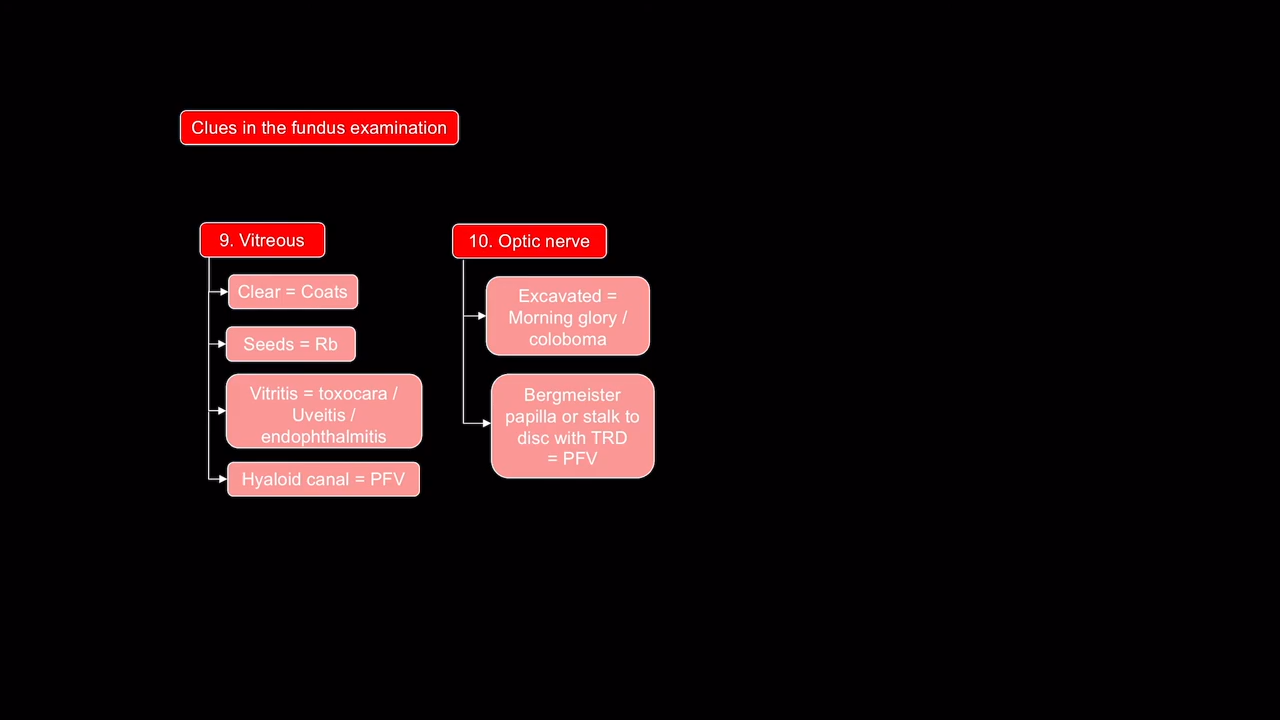 Clues in the fundus examination
9. Vitreous
Clear = Coats
Seeds = Rb
Vitritis = toxocara /
Uveitis /
endophthalmitis
Hyaloid canal = PFV
10. Optic nerve
Excavated =
Morning glory /
coloboma
Bergmeister
papilla or stalk to
disc with TRD
= PFV